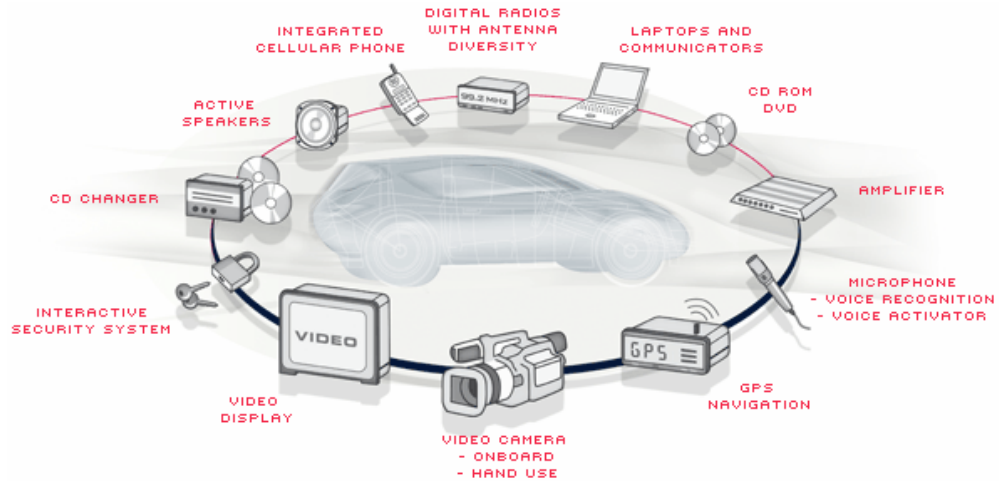 DIGITAL RADIOS
WITH ANTENNA
DIVERSITY
INTEGRATED
CELLULAR PHONE
LAPTOPS AND
COMMUNICATORS
CD ROM
DVD
ACTIVE
SPEAKERS
99.2 MHz
CD CHANGER
AMPLIFIER
MICROPHONE
- VOICE RECOGNITION
- VOICE ACTIVATOR
INTERACTIVE
SECURITY SYSTEM
VIDEO
GPS
GPS
NAVIGATION
VIDEO
DISPLAY
VIDEO CAMERA
- ONBOARD
- HAND USE